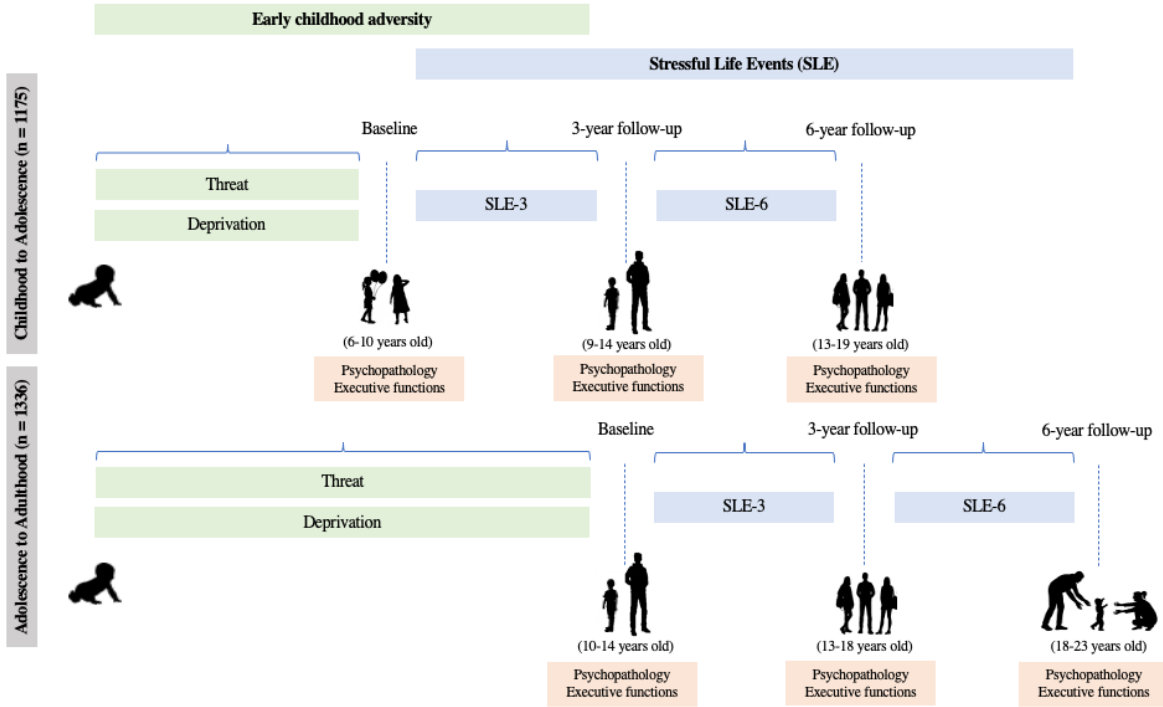 Early childhood adversity
Stressful Life Events (SLE)
Childhood to Adolescence (n = 1175)
Baseline
3-year follow-up
6-year follow-up
Threat
Deprivation
SLE-3
SLE-6
(6-10 years old)
(9-14 years old)
(13-19 years old)
Psychopathology
Executive functions
Psychopathology
Executive functions
Psychopathology
Executive functions
Adolescence to Adulthood (n = 1336)
Baseline
3-year follow-up
6-year follow-up
Threat
Deprivation
SLE-3
SLE-6
(10-14 years old)
(13-18 years old)
(18-23 years old)
Psychopathology
Executive functions
Psychopathology
Executive functions
Psychopathology
Executive functions